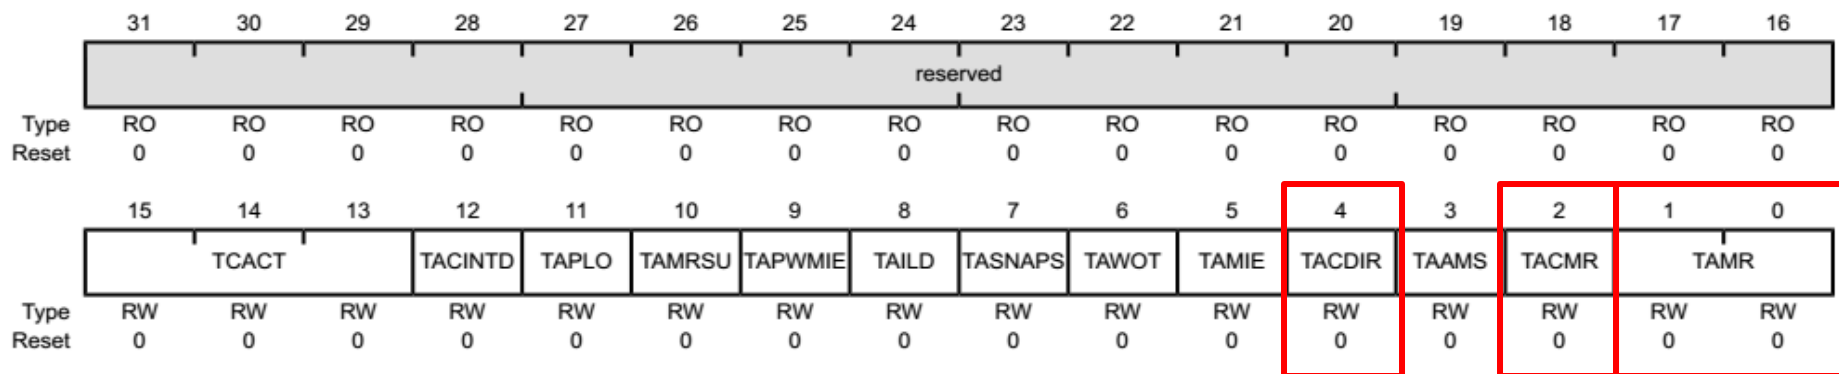 31 30 29 28 27 26 25 24 23 22 21 20 19 18 17 16
reserved
Type RO RO RO RO RO RO RO RO RO RO RO RO RO RO RO RO
Reset 0 0 0 0 0 0 0 0 0 0 0 0 0 0 0 0
15 14 13 12 11 10 9 8 7 6 5 4 3 2 1 0
TCACT TACINTD TAPLO TAMRSU TAPWMIE TAILD TASNAPS TAWOT TAMIE TACDIR TAAMS TACMR TAMR
Type RW RW RW RW RW RW RW RW RW RW RW RW RW RW RW RW
Reset 0 0 0 0 0 0 0 0 0 0 0 0 0 0 0 0